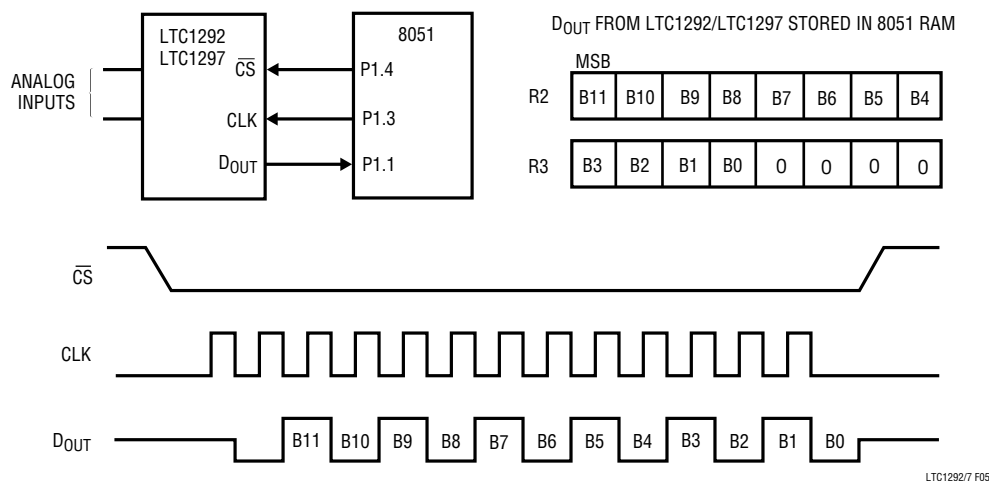 LTC1292
LTC1297
8051
ANALOG
INPUTS
CS
P1.4
CLK
P1.3
DOUT
P1.1
DOUT FROM LTC1292/LTC1297 STORED IN 8051 RAM
MSB
R2 B11 B10 B9 B8 B7 B6 B5 B4
R3 B3 B2 B1 B0 0 0 0 0
CS
CLK
DOUT B11 B10 B9 B8 B7 B6 B5 B4 B3 B2 B1 B0
LTC1292/7 F05